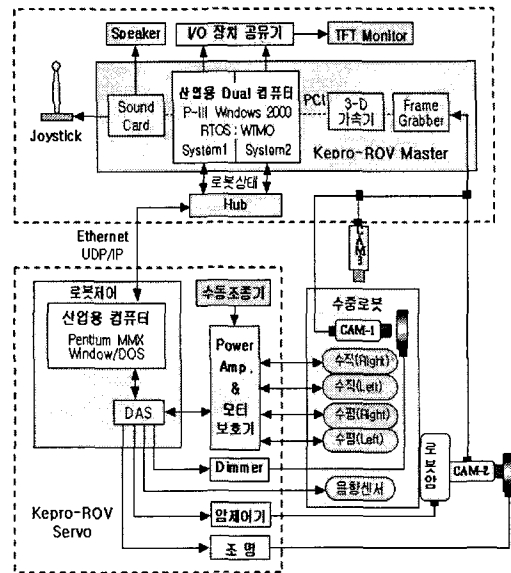 Speaker
I/O 장치 공유기
TFT Monitor
Joystick
Sound
Card
산업용 Dual 컴퓨터
P-III Windows 2000
RTOS : WTMO
System1
System2
PCI
3-D
가속기
Frame
Grabber
Kepro-ROV Master
로봇상태
Hub
Ethernet
UDP/IP
CAM-3
로봇제어
산업용 컴퓨터
Pentium MMX
Window/DOS
DAS
수동조종기
Power
Amp.
&
모터
보호기
수중로봇
CAM-1
수직(Right)
수직(Left)
수평(Right)
수평(Left)
Dimmer
음향센서
로봇암
CAM-2
Kepro-ROV
Servo
암제어기
조 명